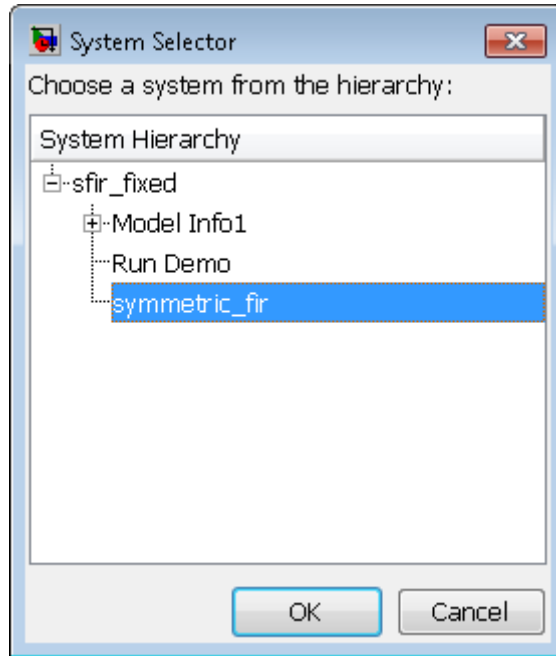 System Selector
Choose a system from the hierarchy:
System Hierarchy
sfir_fixed
Model Info1
Run Demo
symmetric_fir
OK Cancel